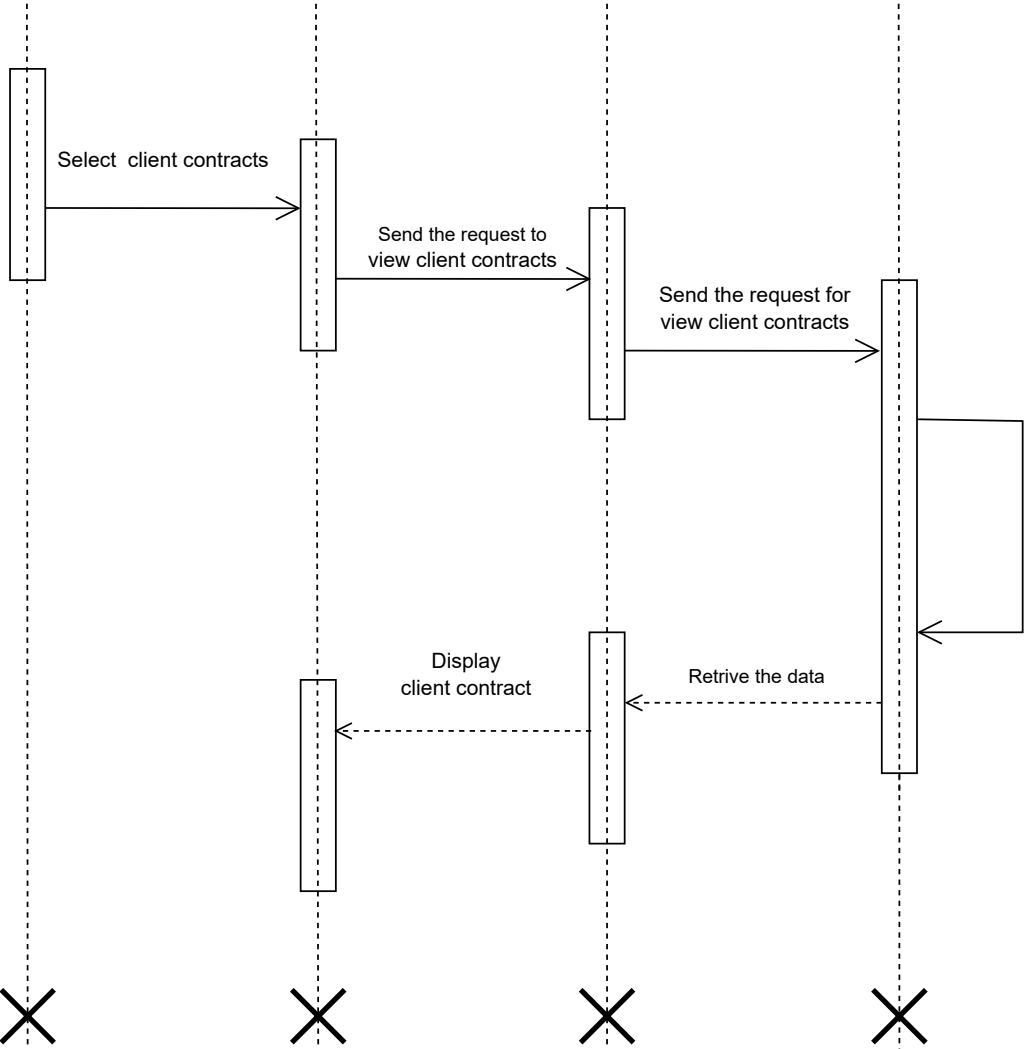 Select  client contracts
Send the request to
view client contracts
Send the request for
view client contracts
Display
client contract
Retrive the data